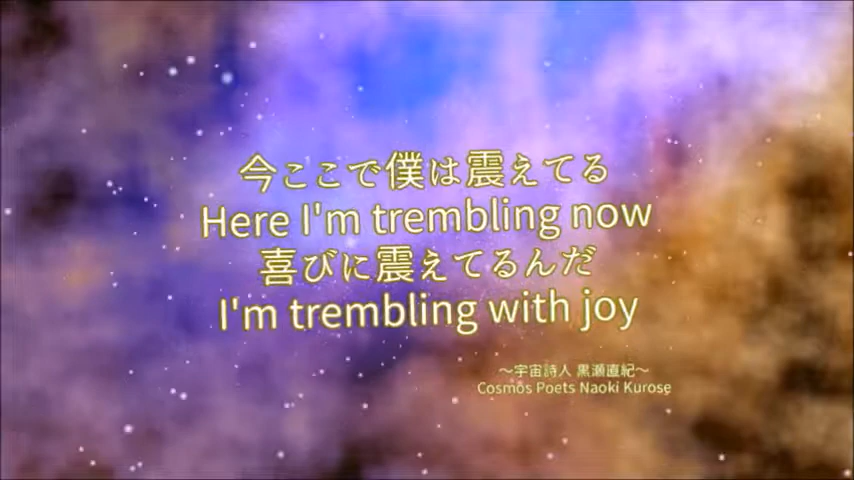 今ここで僕は震えてる
Here I'm trembling now
喜びに震えてるんだ
I'm trembling with joy
～宇宙詩人 黒瀬直紀～
Cosmos Poets Naoki Kurose